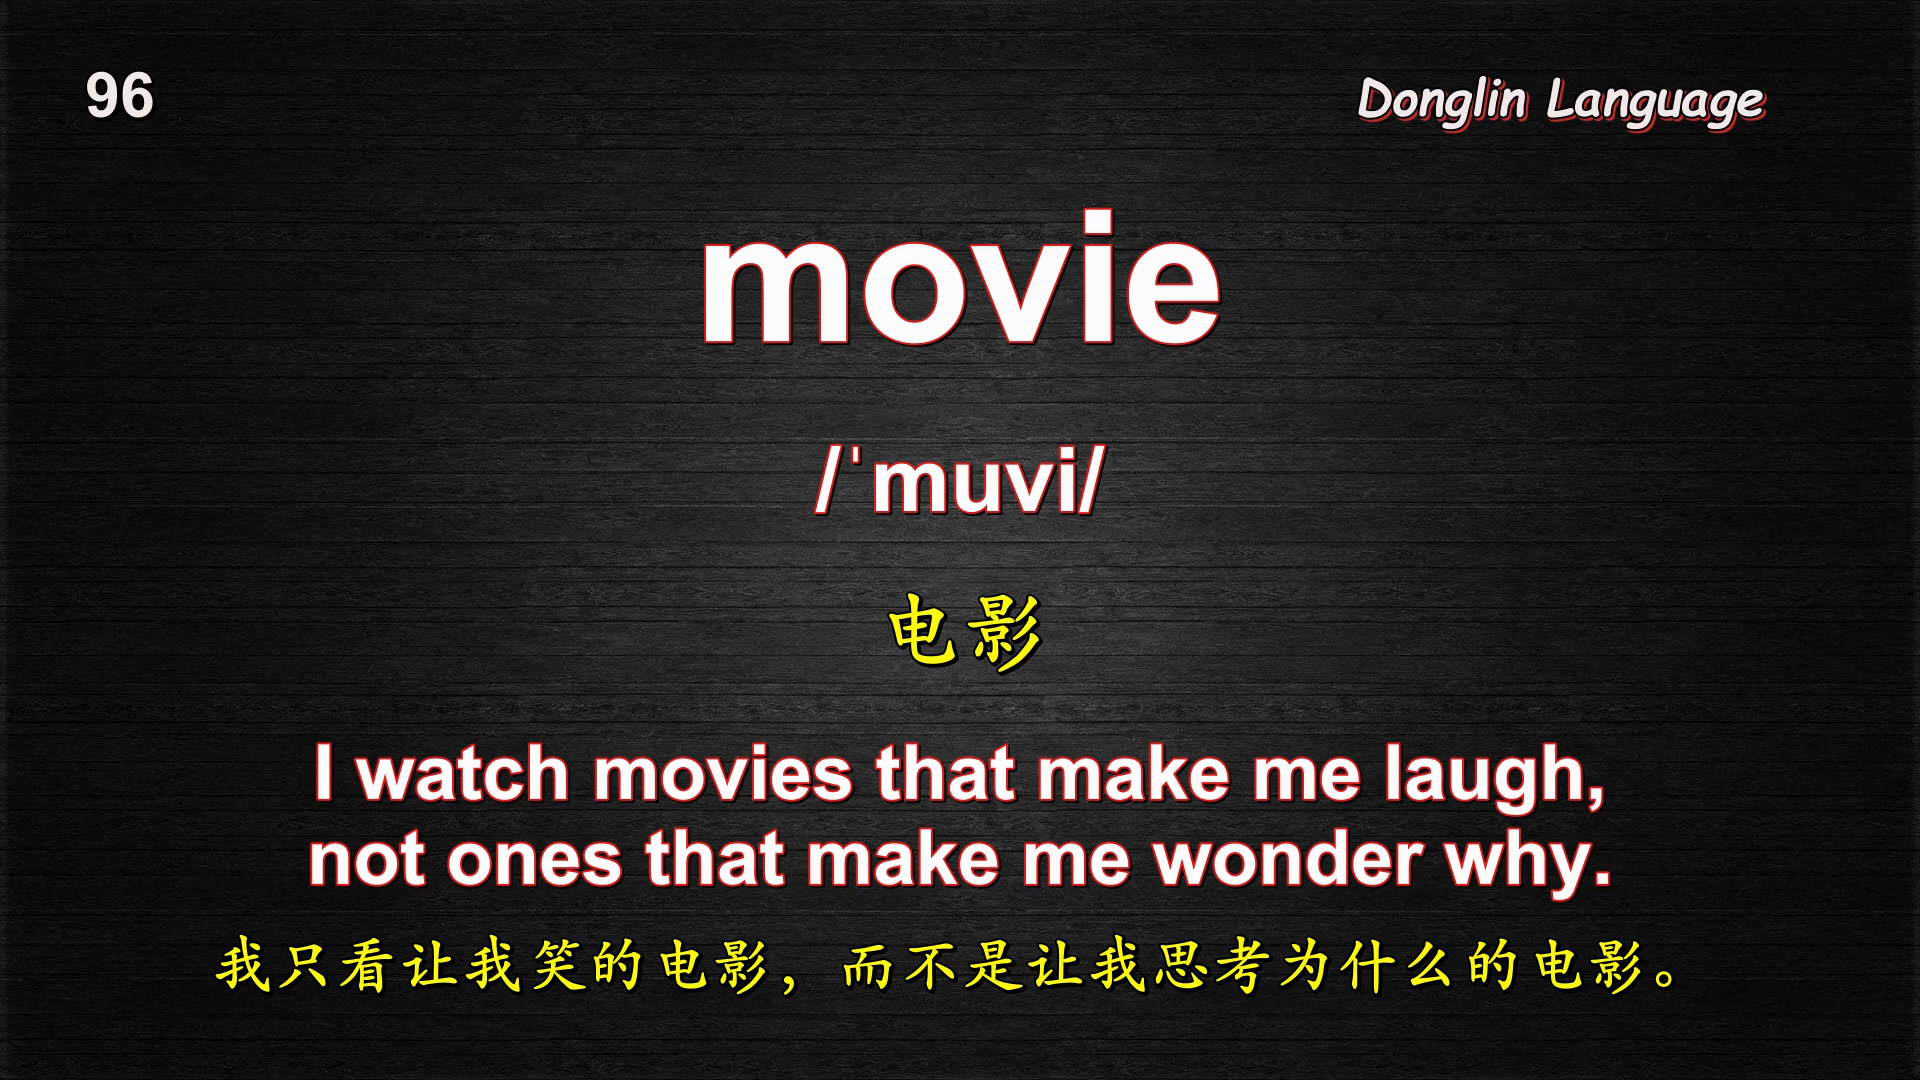 96
Donglin Language
movie
/ˈmuvi/
电影
I watch movies that make me laugh,
not ones that make me wonder why.
我只看让我笑的电影，而不是让我思考为什么的电影。